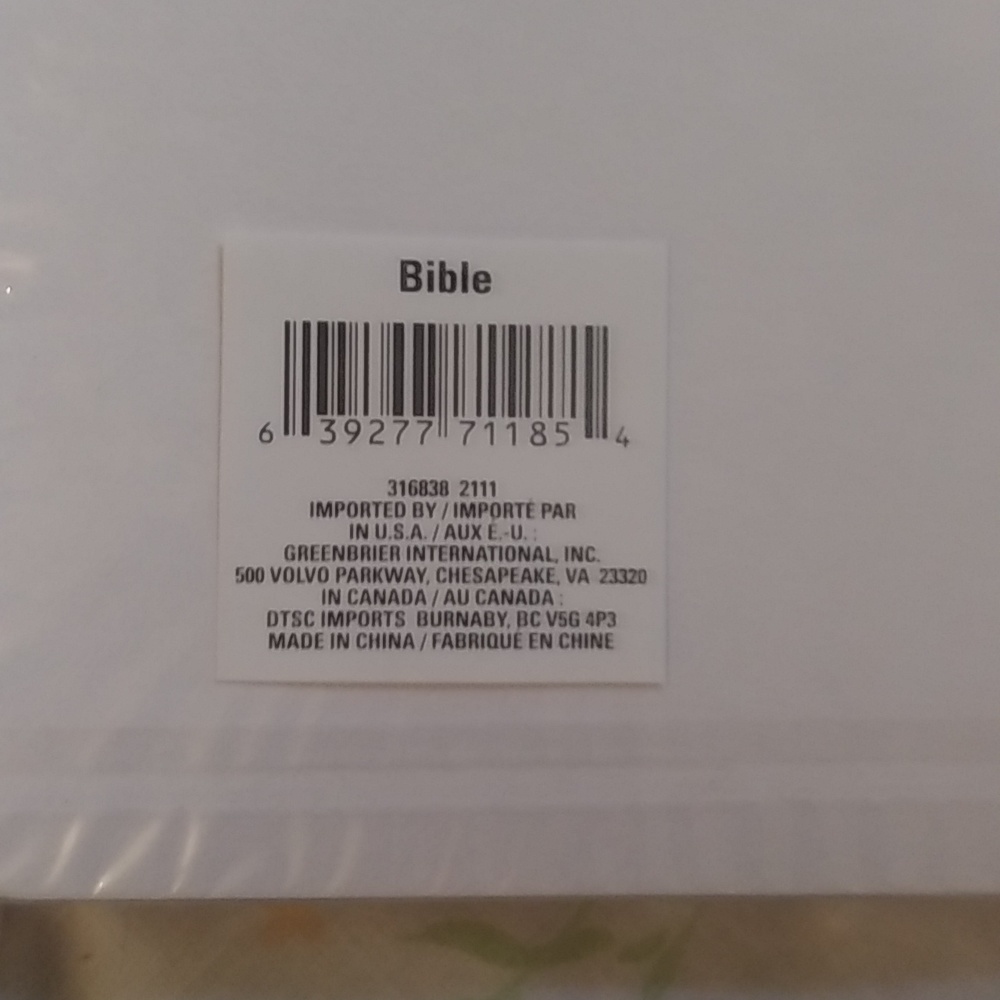 Bible
6 39277 71185 4
316838 2111
IMPORTED BY / IMPORTÉ PAR
IN U.S.A. / AUX É.-U. :
GREENBRIER INTERNATIONAL, INC.
500 VOLVO PARKWAY, CHESAPEAKE, VA 23320
IN CANADA / AU CANADA :
DTSC IMPORTS BURNABY, BC V5G 4P3
MADE IN CHINA / FABRIQUÉ EN CHINE